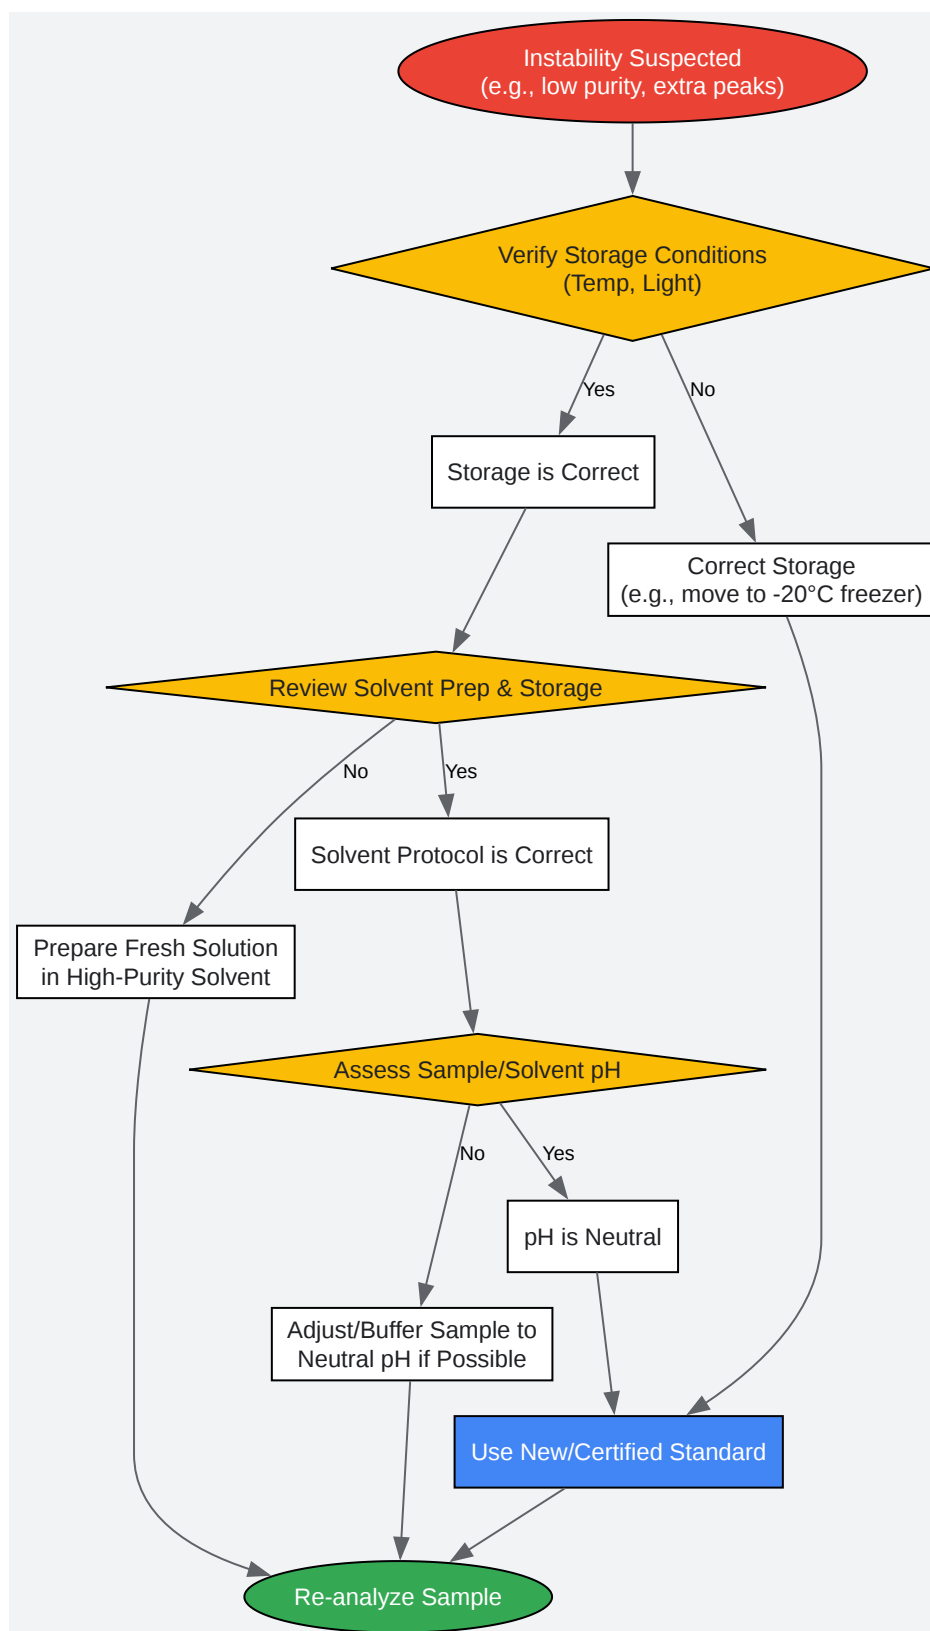 Instability Suspected
(e.g., low purity, extra peaks)
Verify Storage Conditions
(Temp, Light)
Yes
No
Storage is Correct
Correct Storage
(e.g., move to -20°C freezer)
Review Solvent Prep & Storage
No
Yes
Solvent Protocol is Correct
Prepare Fresh Solution
in High-Purity Solvent
Assess Sample/Solvent pH
No
Yes
pH is Neutral
Adjust/Buffer Sample to
Neutral pH if Possible
Use New/Certified Standard
Re-analyze Sample